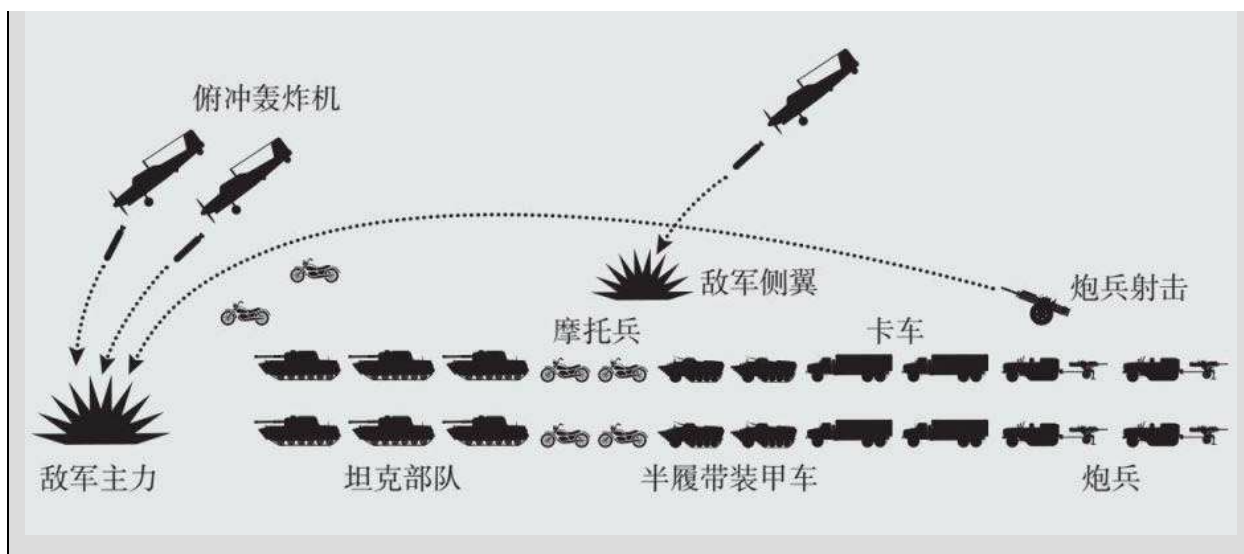 俯冲轰炸机
敌军侧翼
炮兵射击
摩托兵
卡车
敌军主力
坦克部队
半履带装甲车
炮兵